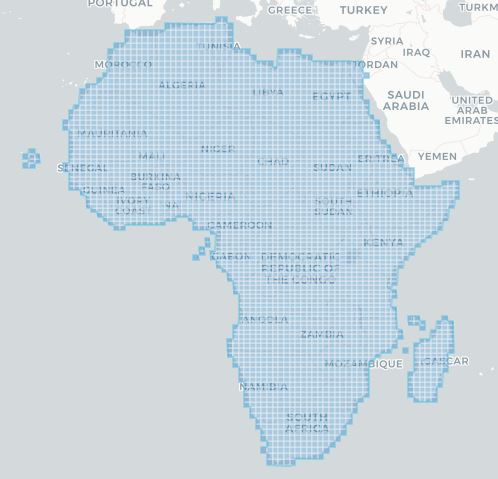 PORTUGAL
GREECE
TURKEY
TURKM
TUNISIA
SYRIA
IRAQ
IRAN
MOROCCO
JORDAN
ALGERIA
LIBYA
EGYPT
SAUDI
ARABIA
UNITED
ARAB
EMIRATES
MAURITANIA
MALI
NIGER
CHAD
SUDAN
ERITREA
YEMEN
SENEGAL
BURKINA
FASO
GUINEA
IVORY
COAST
NA
NIGERIA
SOUTH
SUDAN
ETHIOPIA
CAMEROON
KENYA
GABON
DEMOCRATIC
REPUBLIC OF
THE CONGO
ANGOLA
ZAMBIA
MOZAMBIQUE
GASCAR
NAMIBIA
SOUTH
AFRICA